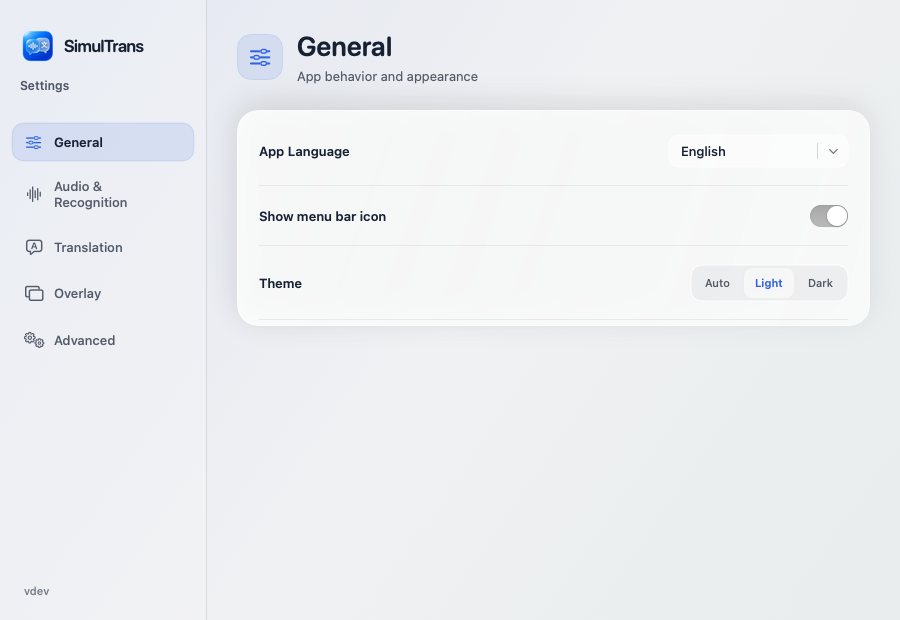 SimulTrans
Settings
General
Audio &
Recognition
Translation
Overlay
Advanced
vdev
General
App behavior and appearance
App Language
English
Show menu bar icon
Theme
Auto
Light
Dark